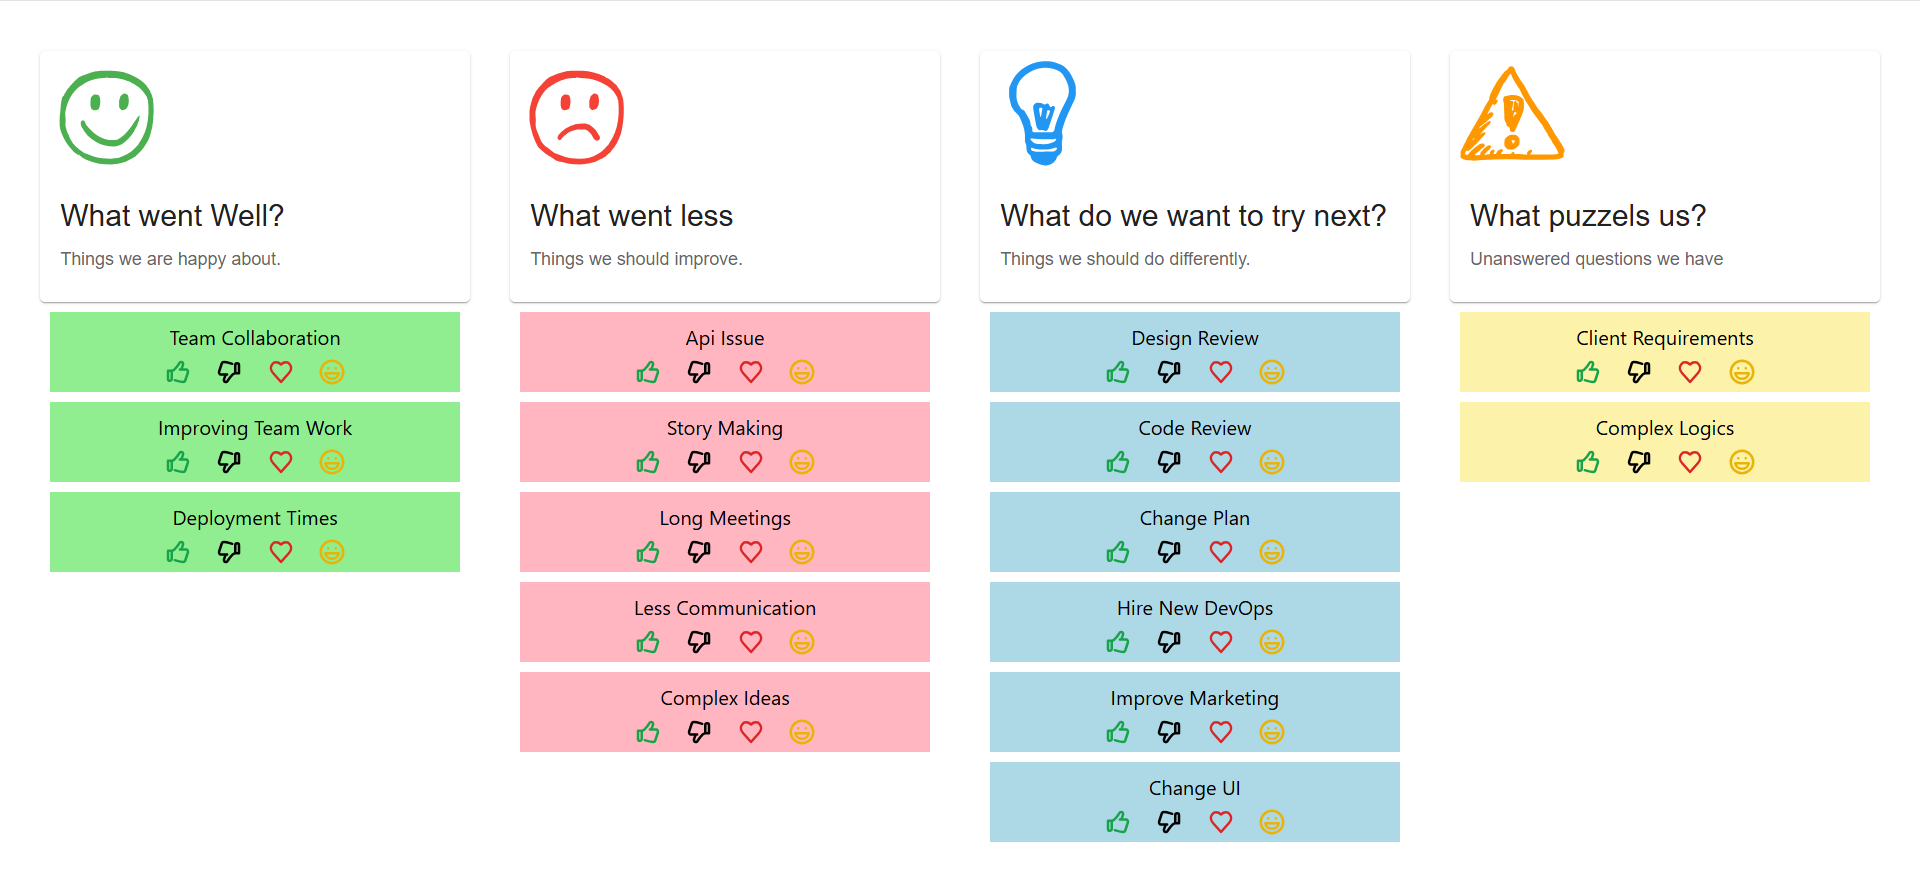 What went Well?
Things we are happy about.
Team Collaboration
Improving Team Work
Deployment Times
What went less
Things we should improve.
Api Issue
Story Making
Long Meetings
Less Communication
Complex Ideas
What do we want to try next?
Things we should do differently.
Design Review
Code Review
Change Plan
Hire New DevOps
Improve Marketing
Change UI
What puzzels us?
Unanswered questions we have
Client Requirements
Complex Logics